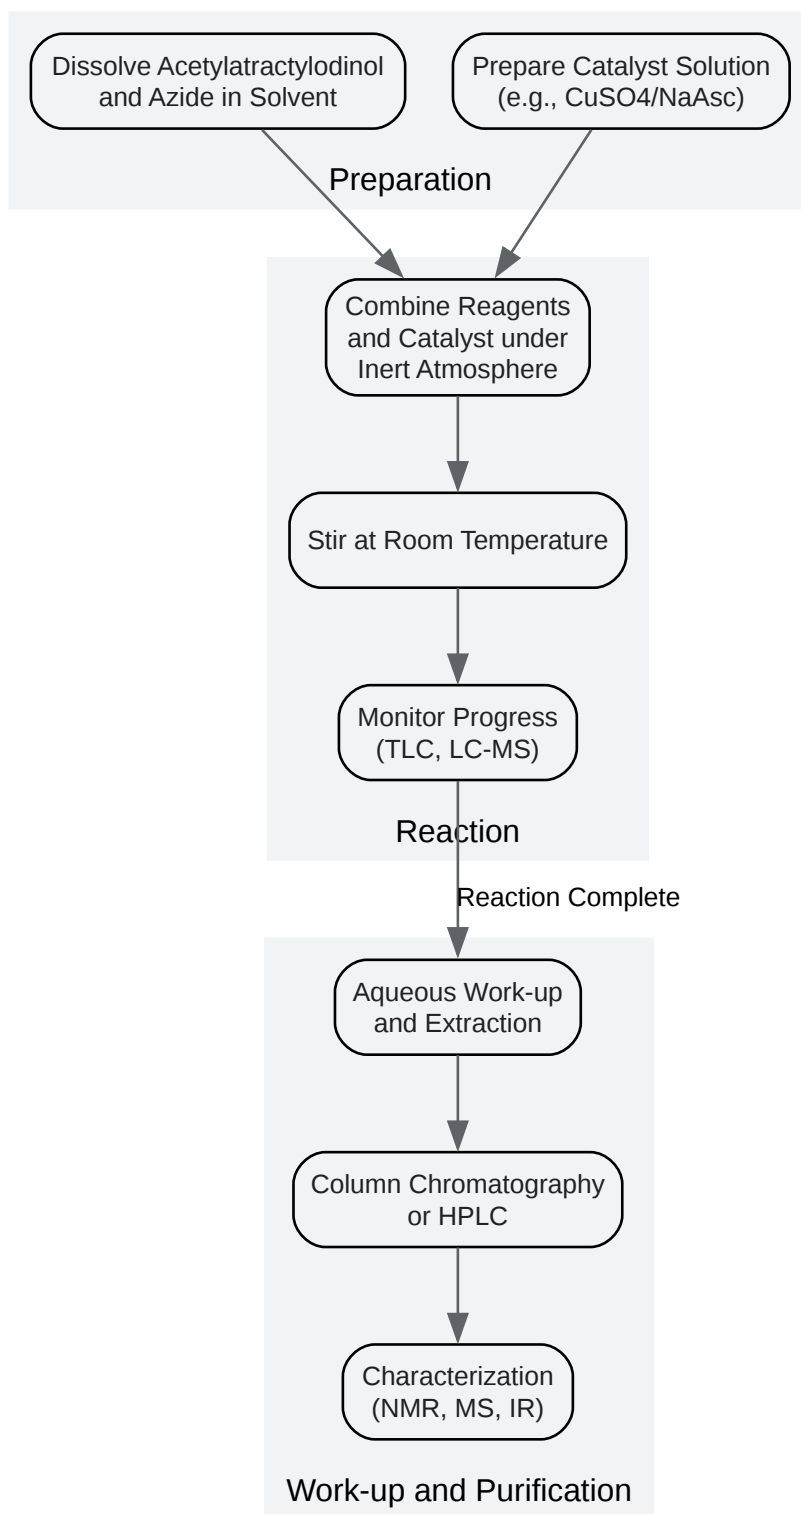 Dissolve Acetylatractylodinol
and Azide in Solvent
Prepare Catalyst Solution
(e.g., CuSO4/NaAsc)
Preparation
Combine Reagents
and Catalyst under
Inert Atmosphere
Stir at Room Temperature
Monitor Progress
(TLC, LC-MS)
Reaction
Reaction Complete
Aqueous Work-up
and Extraction
Column Chromatography
or HPLC
Characterization
(NMR, MS, IR)
Work-up and Purification